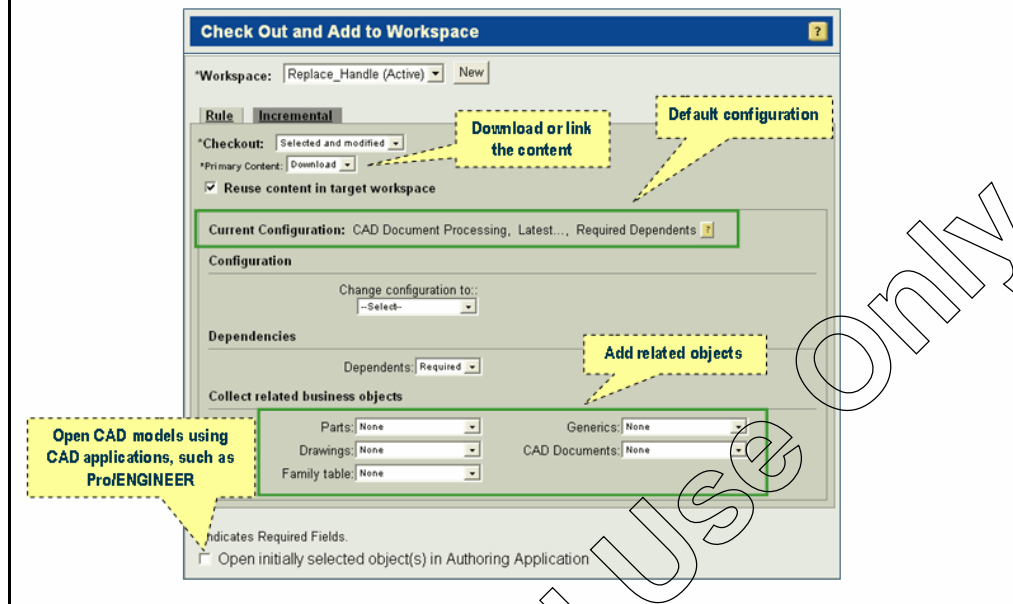 Check Out and Add to Workspace
?
*Workspace: Replace_Handle (Active) New
Rule Incremental
Download or link
the content
Default configuration
*Checkout: Selected and modified
*Primary Content: Download
Reuse content in target workspace
Current Configuration: CAD Document Processing, Latest..., Required Dependents ?
Configuration
Change configuration to::
--Select--
Dependencies
Add related objects
Dependents: Required
Collect related business objects
Parts: None Generics: None
Drawings: None CAD Documents: None
Family table: None
Open CAD models using
CAD applications, such as
Pro/ENGINEER
ndicates Required Fields.
Open initially selected object(s) in Authoring Application
Use Only